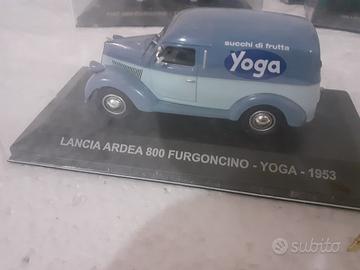 succhi di frutta
Yoga
LANCIA ARDEA 800 FURGONCINO - YOGA - 1953
subito